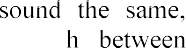 sound the same,
h between